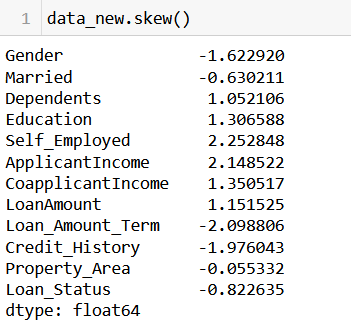 1 data_new.skew()
Gender -1.622920
Married -0.630211
Dependents 1.052106
Education 1.306588
Self_Employed 2.252848
ApplicantIncome 2.148522
CoapplicantIncome 1.350517
LoanAmount 1.151525
Loan_Amount_Term -2.098806
Credit_History -1.976043
Property_Area -0.055332
Loan_Status -0.822635
dtype: float64